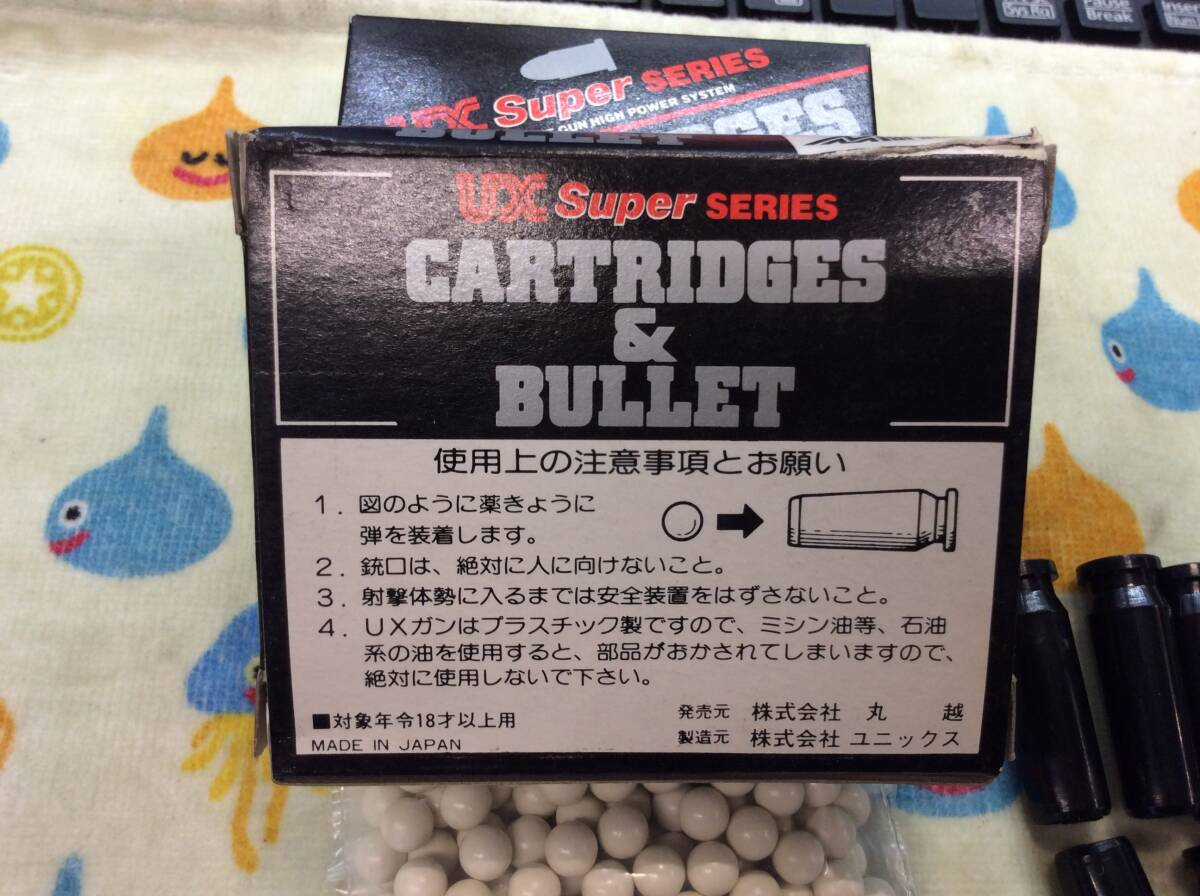 Sys Rq
Pause
Break
UX Super SERIES
GUN HIGH POWER SYSTEM
BULLET
UX Super SERIES
CARTRIDGES
&
BULLET
使用上の注意事項とお願い
1. 図のように薬きょうに
弾を装着します。
2. 銃口は、絶対に人に向けないこと。
3. 射撃体勢に入るまでは安全装置をはずさないこと。
4. UXガンはプラスチック製ですので、ミシン油等、石油
系の油を使用すると、部品がおかされてしまいますので、
絶対に使用しないで下さい。
■対象年令18才以上用
MADE IN JAPAN
発売元 株式会社 丸 越
製造元 株式会社 ユニックス